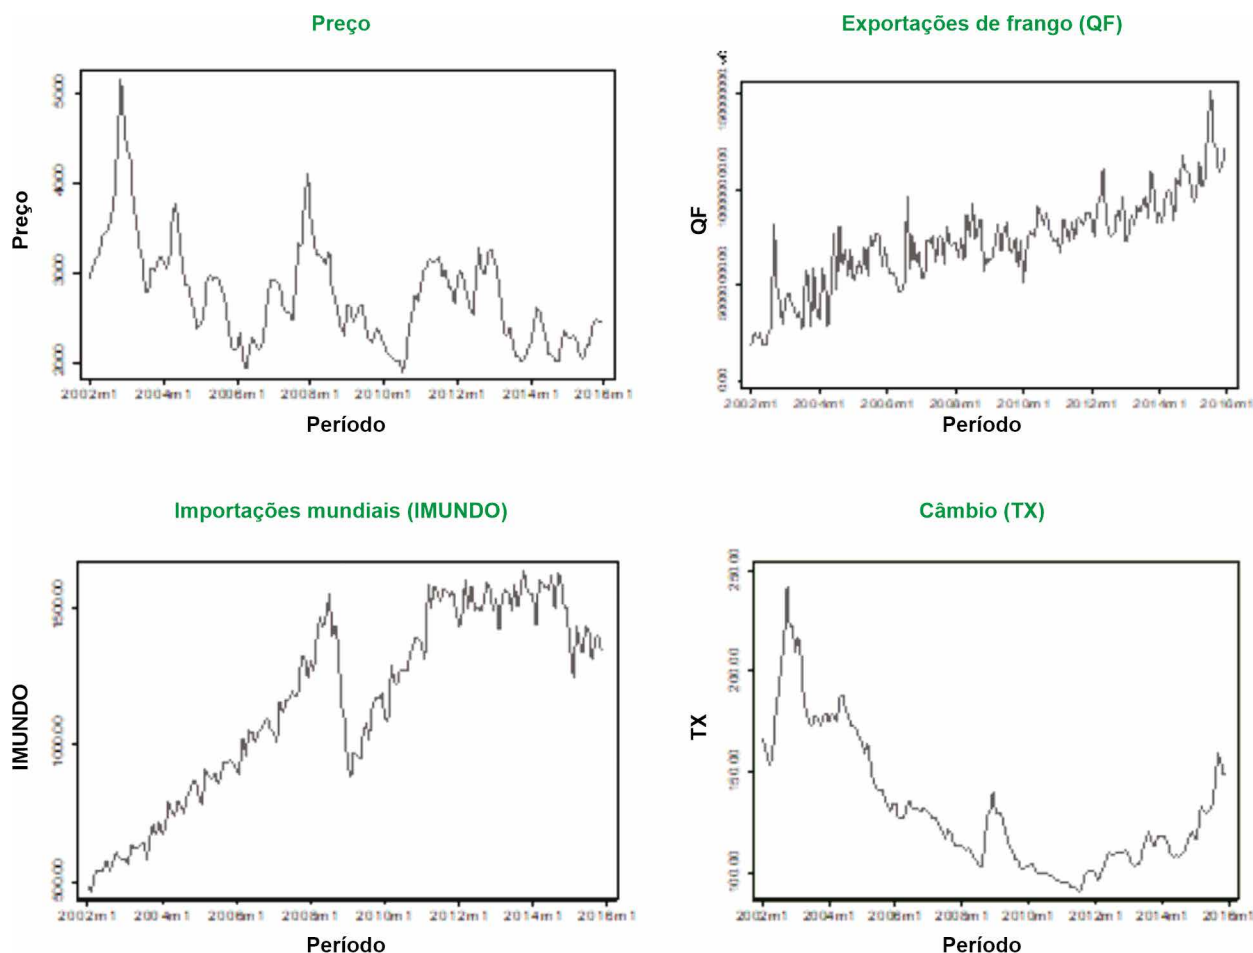 Preço
Exportações de frango (QF)
5000
4000
3000
2000
Preço
2002m1 2004m1 2006m1 2008m1 2010m1 2012m1 2014m1 2016m1
Período
QF
0.00
2002m1 2004m1 2006m1 2008m1 2010m1 2012m1 2014m1 2016m1
Período
Importações mundiais (IMUNDO)
Câmbio (TX)
1500.00
1000.00
500.00
IMUNDO
2002m1 2004m1 2006m1 2008m1 2010m1 2012m1 2014m1 2016m1
Período
250.00
200.00
150.00
100.00
TX
2002m1 2004m1 2006m1 2008m1 2010m1 2012m1 2014m1 2016m1
Período